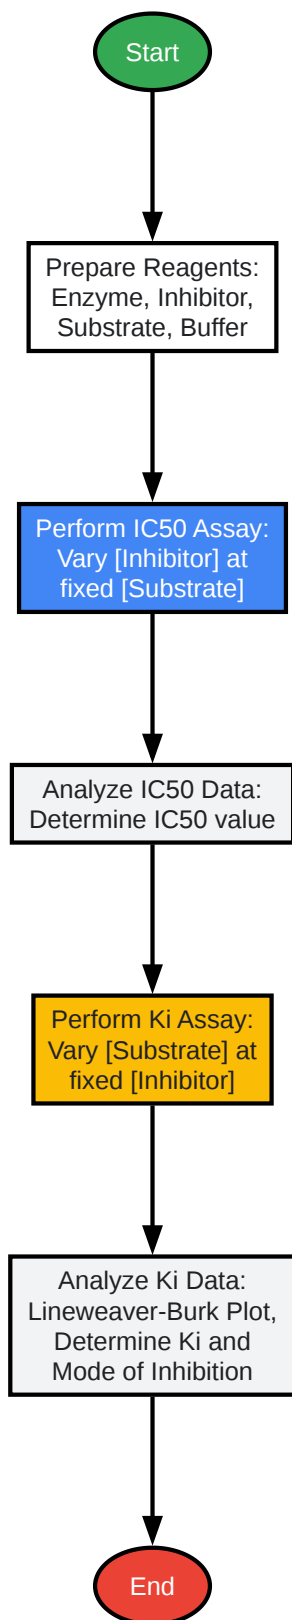 Start
Prepare Reagents:
Enzyme, Inhibitor,
Substrate, Buffer
Perform IC50 Assay:
Vary [Inhibitor] at
fixed [Substrate]
Analyze IC50 Data:
Determine IC50 value
Perform Ki Assay:
Vary [Substrate] at
fixed [Inhibitor]
Analyze Ki Data:
Lineweaver-Burk Plot,
Determine Ki and
Mode of Inhibition
End